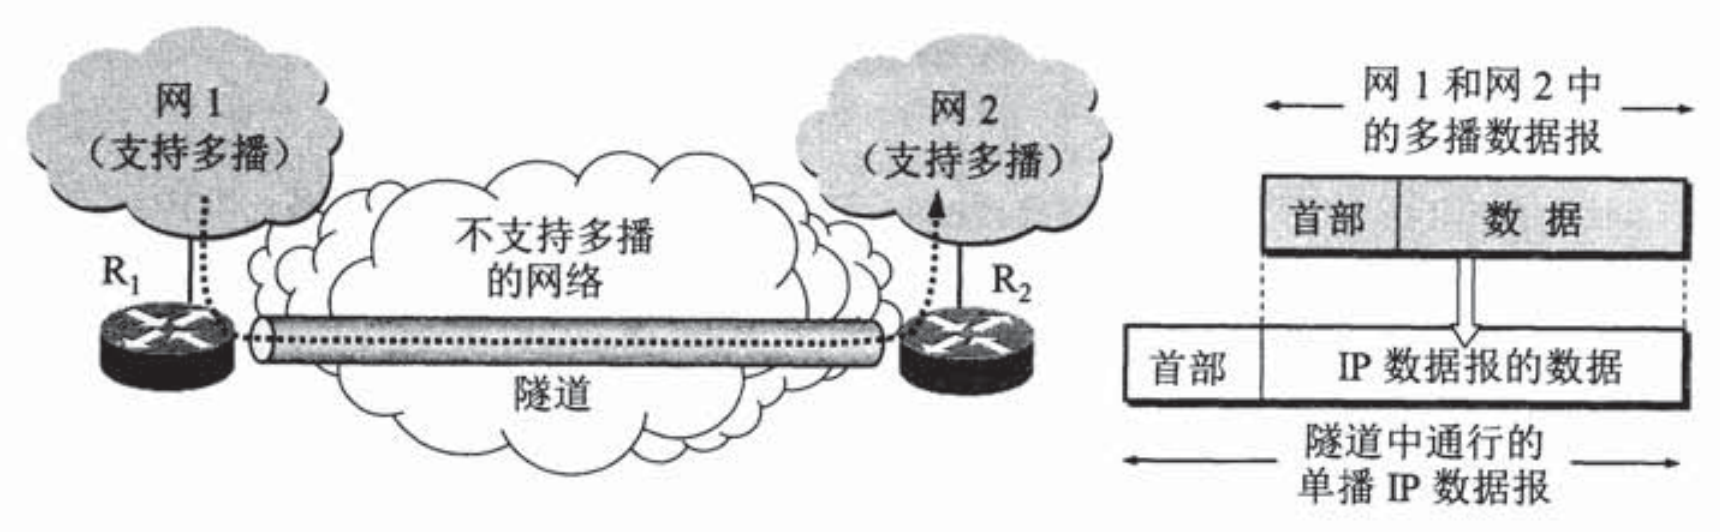 网 1
（支持多播）
R1
不支持多播
的网络
隧道
网 2
（支持多播）
R2
网 1 和网 2 中
的多播数据报
首部
数 据
首部
IP 数据报的数据
隧道中通行的
单播 IP 数据报